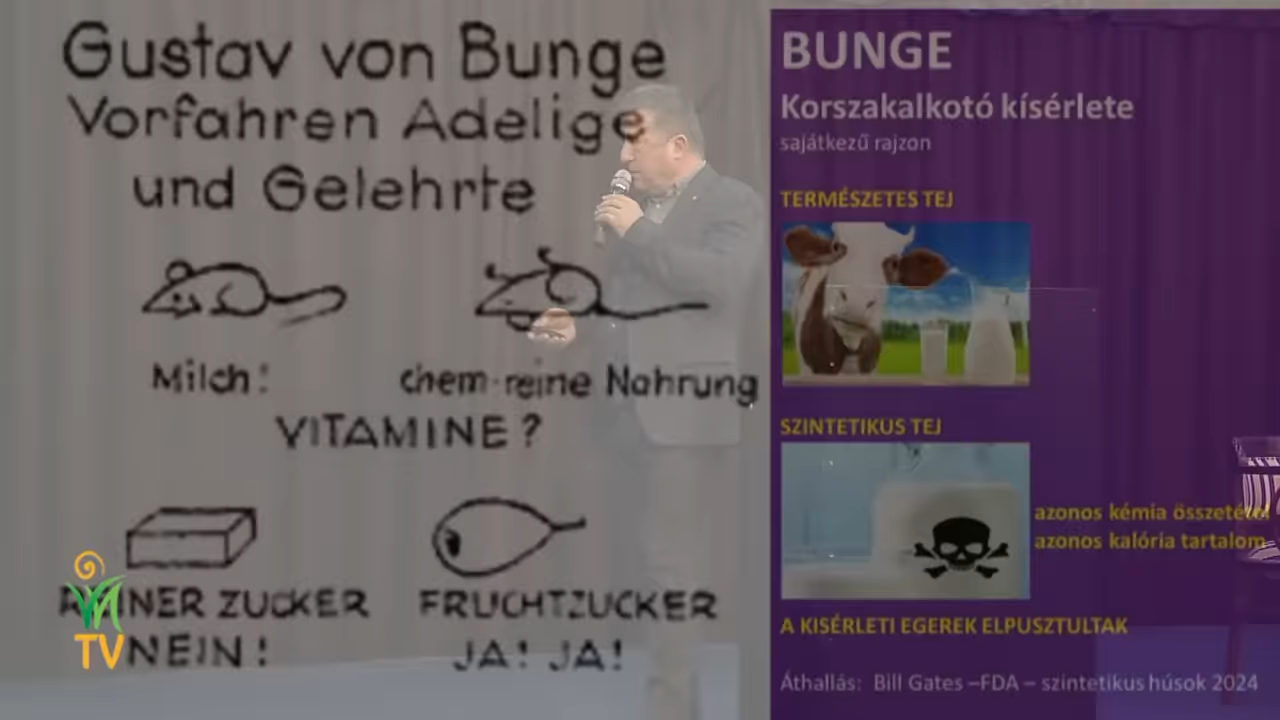 Gustav von Bunge
Vorfahren Adelige
und Gelehrte
Milch!
chem-reine Nahrung
VITAMINE?
ZUCKER
NEIN!
FRUCHTZUCKER
JA! JA!
TV
BUNGE
Korszakalkotó kísérlete
sajátkezű rajzon
TERMÉSZETES TEJ
SZINTETIKUS TEJ
azonos kémia összetétel
azonos kalória tartalom
A KISÉRLETI EGEREK ELPUSZTULTAK
Áthallás: Bill Gates –FDA – szintetikus húsok 2024